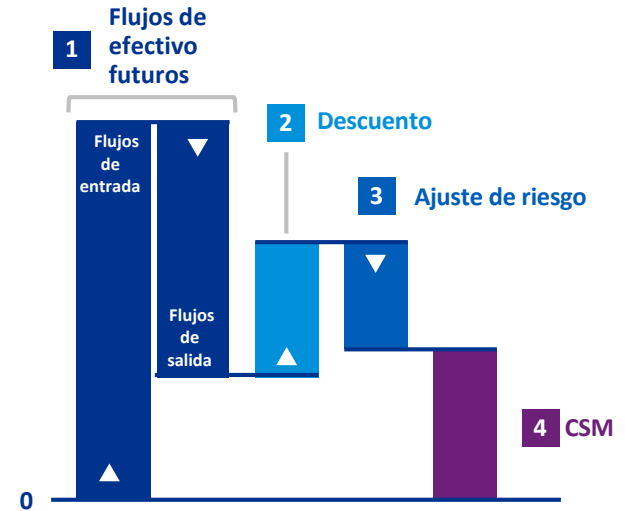 1
Flujos de
efectivo
futuros
2 Descuento
3 Ajuste de riesgo
Flujos
de
entrada
Flujos
de
salida
4 CSM
0